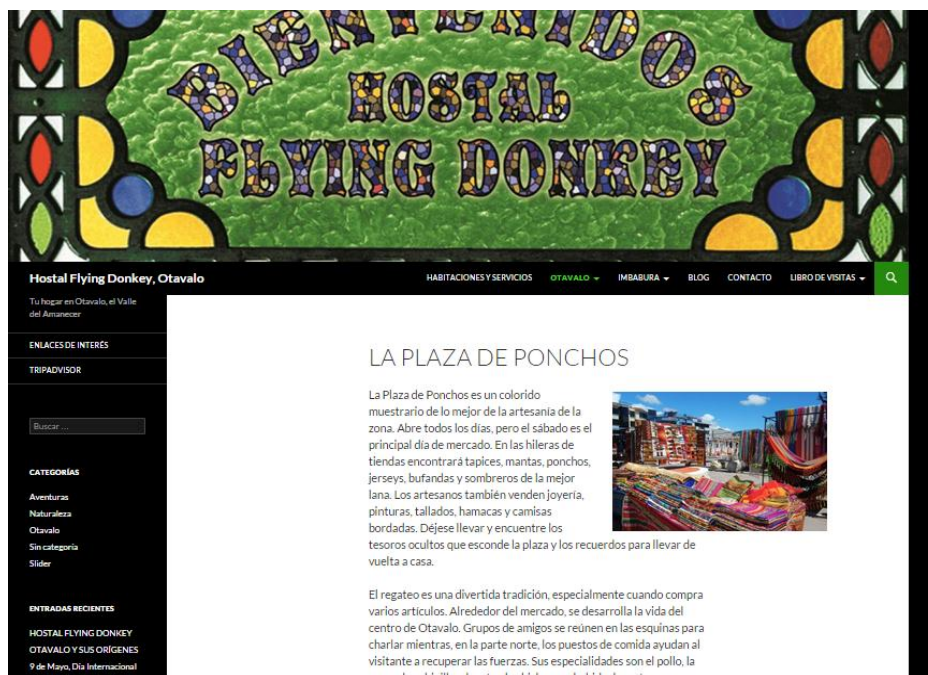 BIENVENIDOS
HOSTAL
FLYING DONKEY
Hostal Flying Donkey, Otavalo
HABITACIONES Y SERVICIOS
OTAVALO
IMBABURA
BLOG
CONTACTO
LIBRO DE VISITAS
Tu hogar en Otavalo, el Valle
del Amanecer
ENLACES DE INTERÉS
TRIPADVISOR
Buscar ...
CATEGORÍAS
Aventuras
Naturaleza
Otavalo
Sin categoría
Slider
ENTRADAS RECIENTES
HOSTAL FLYING DONKEY
OTAVALO Y SUS ORÍGENES
9 de Mayo, Día Internacional
LA PLAZA DE PONCHOS
La Plaza de Ponchos es un colorido
muestrario de lo mejor de la artesanía de la
zona. Abre todos los días, pero el sábado es el
principal día de mercado. En las hileras de
tiendas encontrará tapices, mantas, ponchos,
jerseys, bufandas y sombreros de la mejor
lana. Los artesanos también venden joyería,
pinturas, tallados, hamacas y camisas
bordadas. Déjese llevar y encuentre los
tesoros ocultos que esconde la plaza y los recuerdos para llevar de
vuelta a casa.
El regateo es una divertida tradición, especialmente cuando compra
varios artículos. Alrededor del mercado, se desarrolla la vida del
centro de Otavalo. Grupos de amigos se reúnen en las esquinas para
charlar mientras, en la parte norte, los puestos de comida ayudan al
visitante a recuperar las fuerzas. Sus especialidades son el pollo, la